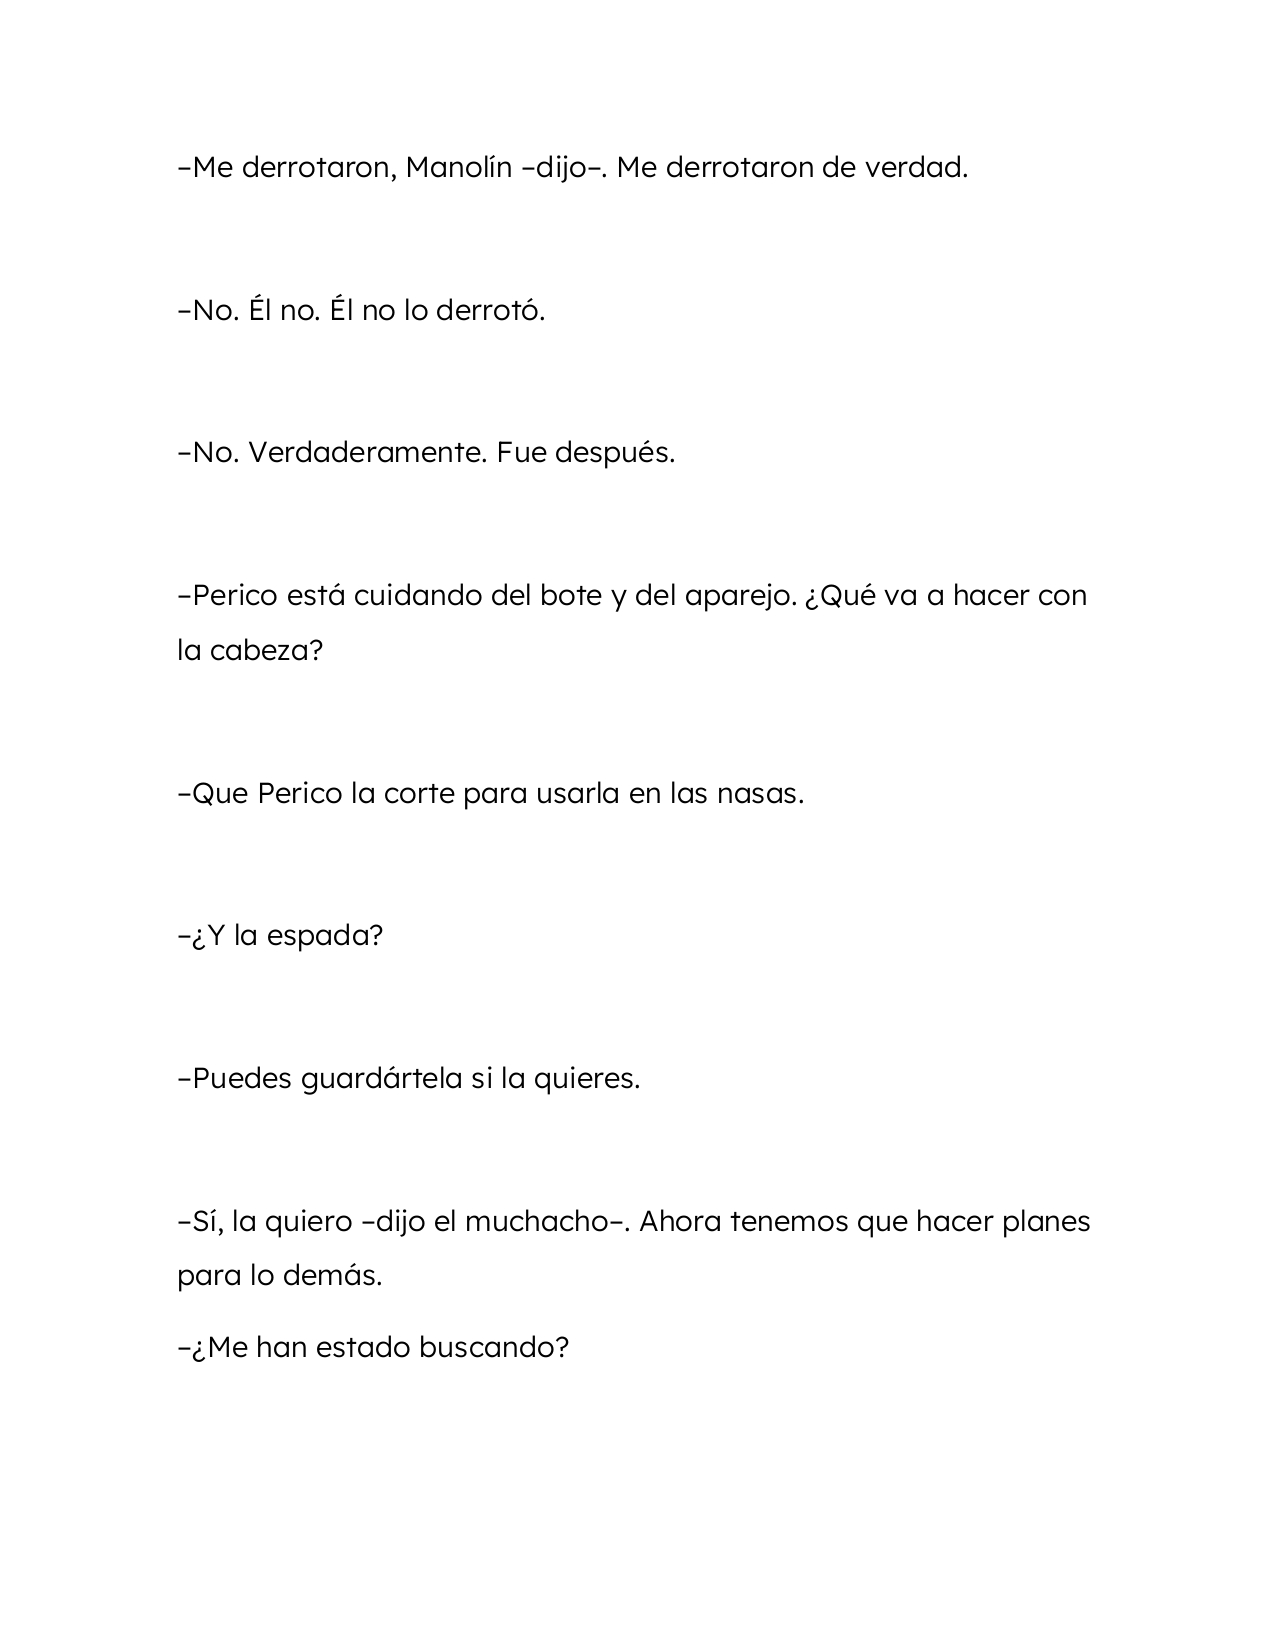 –Me derrotaron, Manolín –dijo–. Me derrotaron de verdad.
–No. Él no. Él no lo derrotó.
–No. Verdaderamente. Fue después.
–Perico está cuidando del bote y del aparejo. ¿Qué va a hacer con
la cabeza?
–Que Perico la corte para usarla en las nasas.
–¿Y la espada?
–Puedes guardártela si la quieres.
–Sí, la quiero –dijo el muchacho–. Ahora tenemos que hacer planes
para lo demás.
–¿Me han estado buscando?